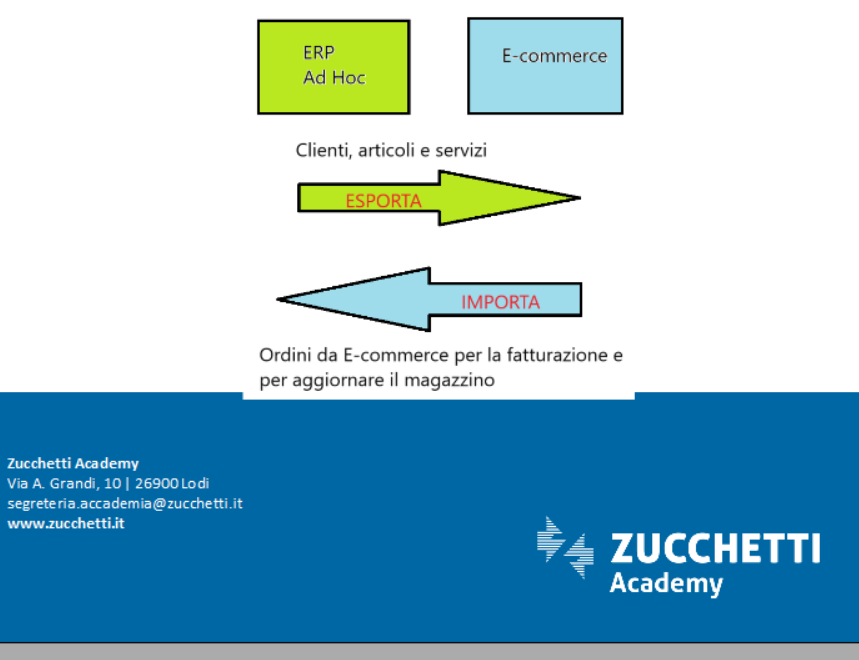 ERP
Ad Hoc
E-commerce
Clienti, articoli e servizi
ESPORTA
IMPORTA
Ordini da E-commerce per la fatturazione e
per aggiornare il magazzino
Zucchetti Academy
Via A. Grandi, 10 | 26900 Lodi
segreteria.accademia@zucchetti.it
www.zucchetti.it
ZUCCHETTI
Academy